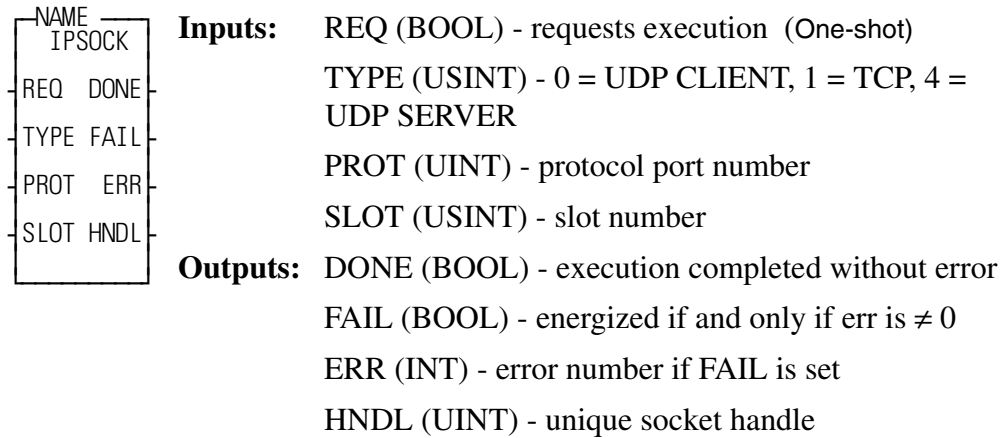 NAME
IPSOCK
REQ DONE
TYPE FAIL
PROT ERR
SLOT HNDL
Inputs: REQ (BOOL) - requests execution (One-shot)
TYPE (USINT) - 0 = UDP CLIENT, 1 = TCP, 4 =
UDP SERVER
PROT (UINT) - protocol port number
SLOT (USINT) - slot number
Outputs: DONE (BOOL) - execution completed without error
FAIL (BOOL) - energized if and only if err is ≠ 0
ERR (INT) - error number if FAIL is set
HNDL (UINT) - unique socket handle